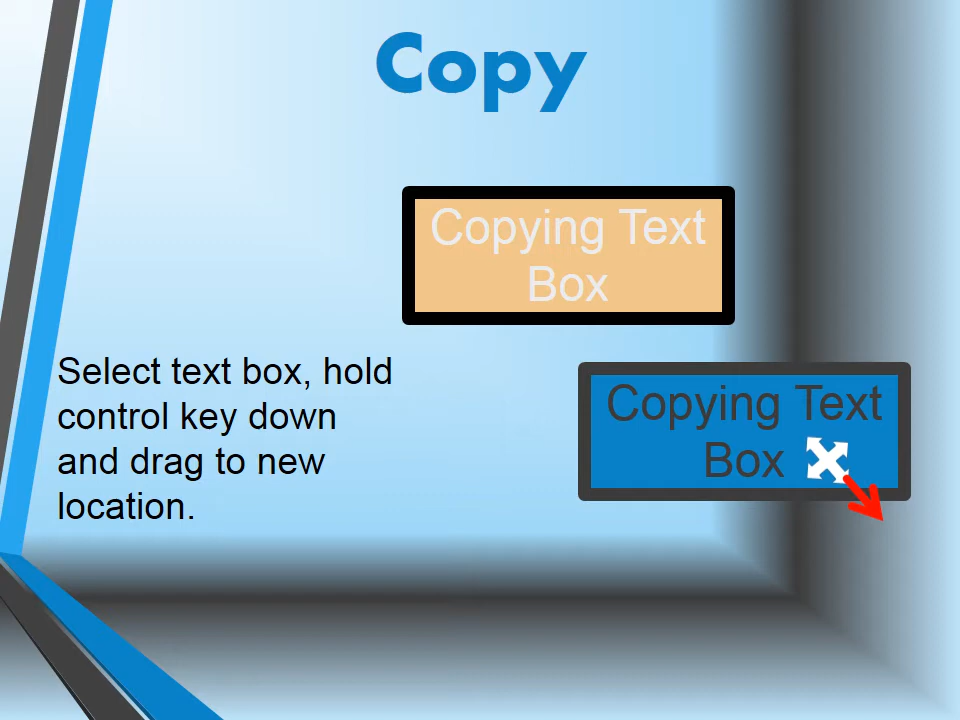 Copy
Copying Text
Box
Select text box, hold
control key down
and drag to new
location.
Copying Text
Box